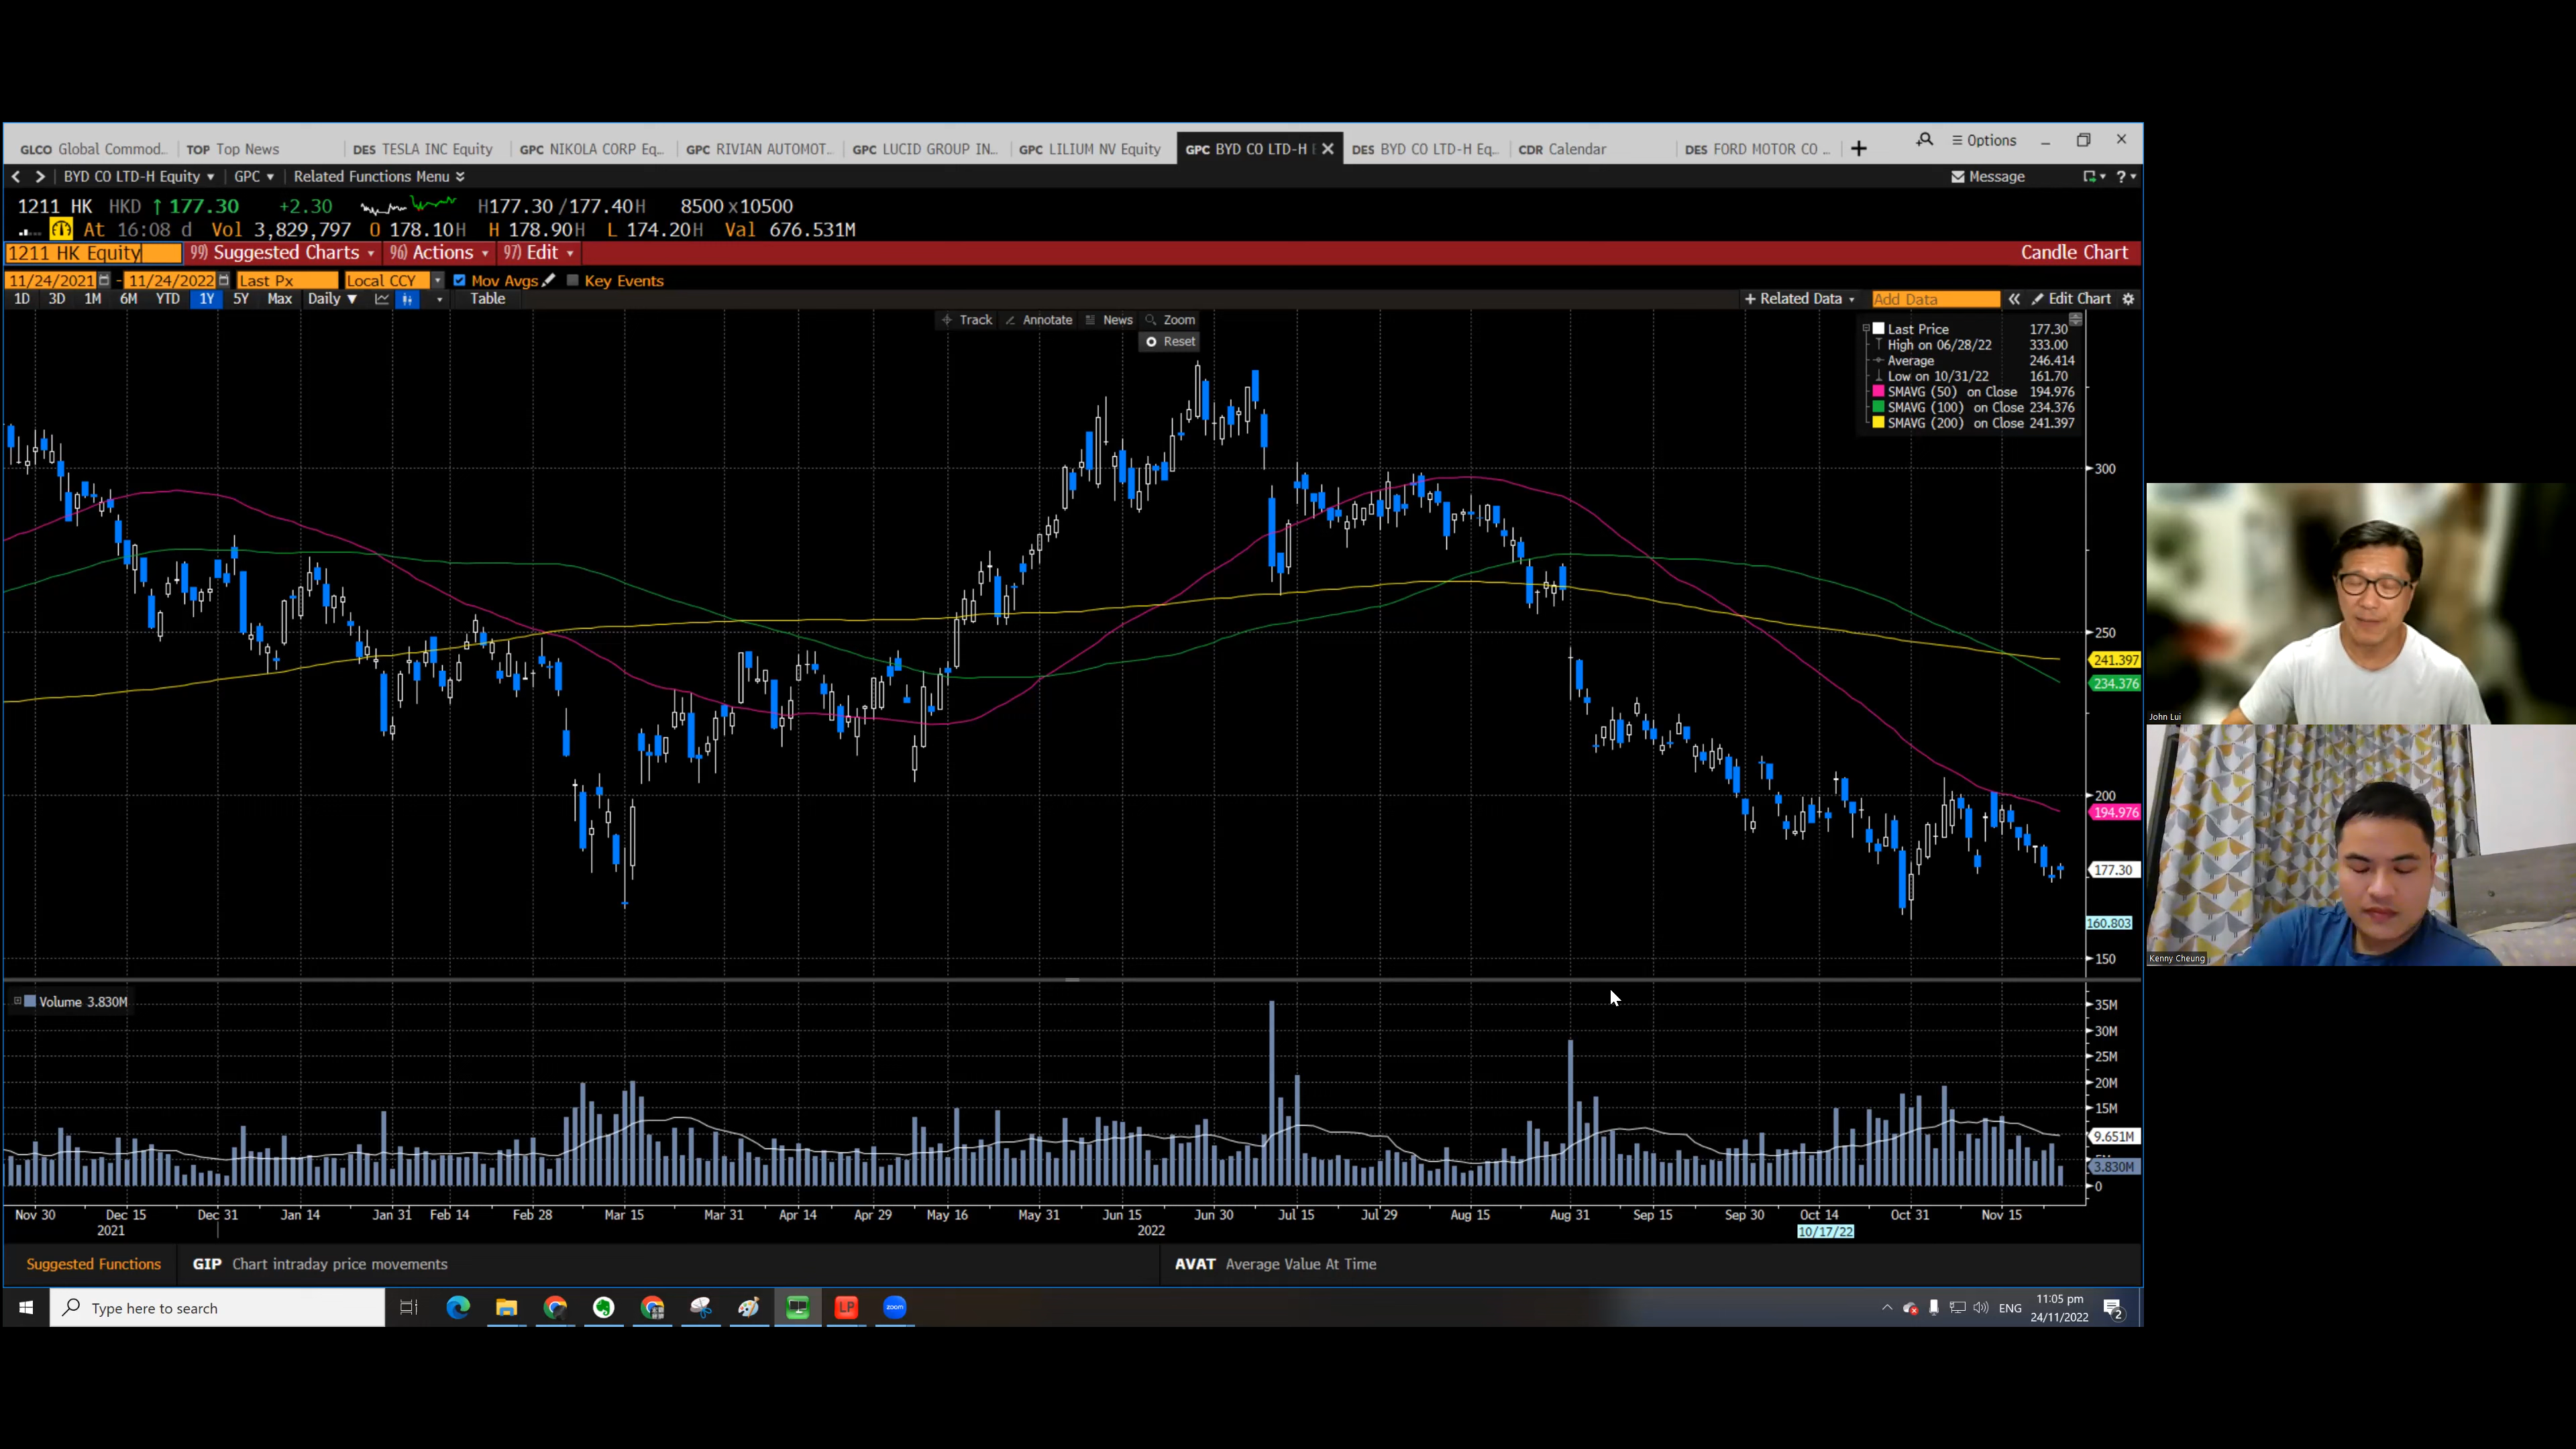 GLCO Global Commod.. TOP Top News DES TESLA INC Equity GPC NIKOLA CORP Eq... GPC RIVIAN AUTOMOT... GPC LUCID GROUP IN... GPC LILIUM NV Equity GPC BYD CO LTD-H E DES BYD CO LTD-H Eq... CDR Calendar DES FORD MOTOR CO ... Options
BYD CO LTD-H Equity GPC Related Functions Menu Message ?
1211 HK HKD ↑ 177.30 +2.30 H177.30 /177.40H 8500 x10500
At 16:08 d Vol 3,829,797 O 178.10H H 178.90H L 174.20H Val 676.531M
1211 HK Equity 99) Suggested Charts 96) Actions 97) Edit Candle Chart
11/24/2021 - 11/24/2022 Last Px Local CCY Mov Avgs Key Events
1D 3D 1M 6M YTD 1Y 5Y Max Daily ▼ Table + Related Data Add Data « Edit Chart
Track Annotate News Zoom
Reset
Last Price 177.30
High on 06/28/22 333.00
Average 246.414
Low on 10/31/22 161.70
SMAVG (50) on Close 194.976
SMAVG (100) on Close 234.376
SMAVG (200) on Close 241.397
300
250
241.397
234.376
200
194.976
177.30
160.803
150
Volume 3.830M
35M
30M
25M
20M
15M
9.651M
3.830M
0
Nov 30 Dec 15 Dec 31 Jan 14 Jan 31 Feb 14 Feb 28 Mar 15 Mar 31 Apr 14 Apr 29 May 16 May 31 Jun 15 Jun 30 Jul 15 Jul 29 Aug 15 Aug 31 Sep 15 Sep 30 Oct 14 Oct 31 Nov 15
2021 2022 10/17/22
Suggested Functions GIP Chart intraday price movements AVAT Average Value At Time
Type here to search LP zoom ENG 11:05 pm
24/11/2022 2
John Lui
Kenny Cheung